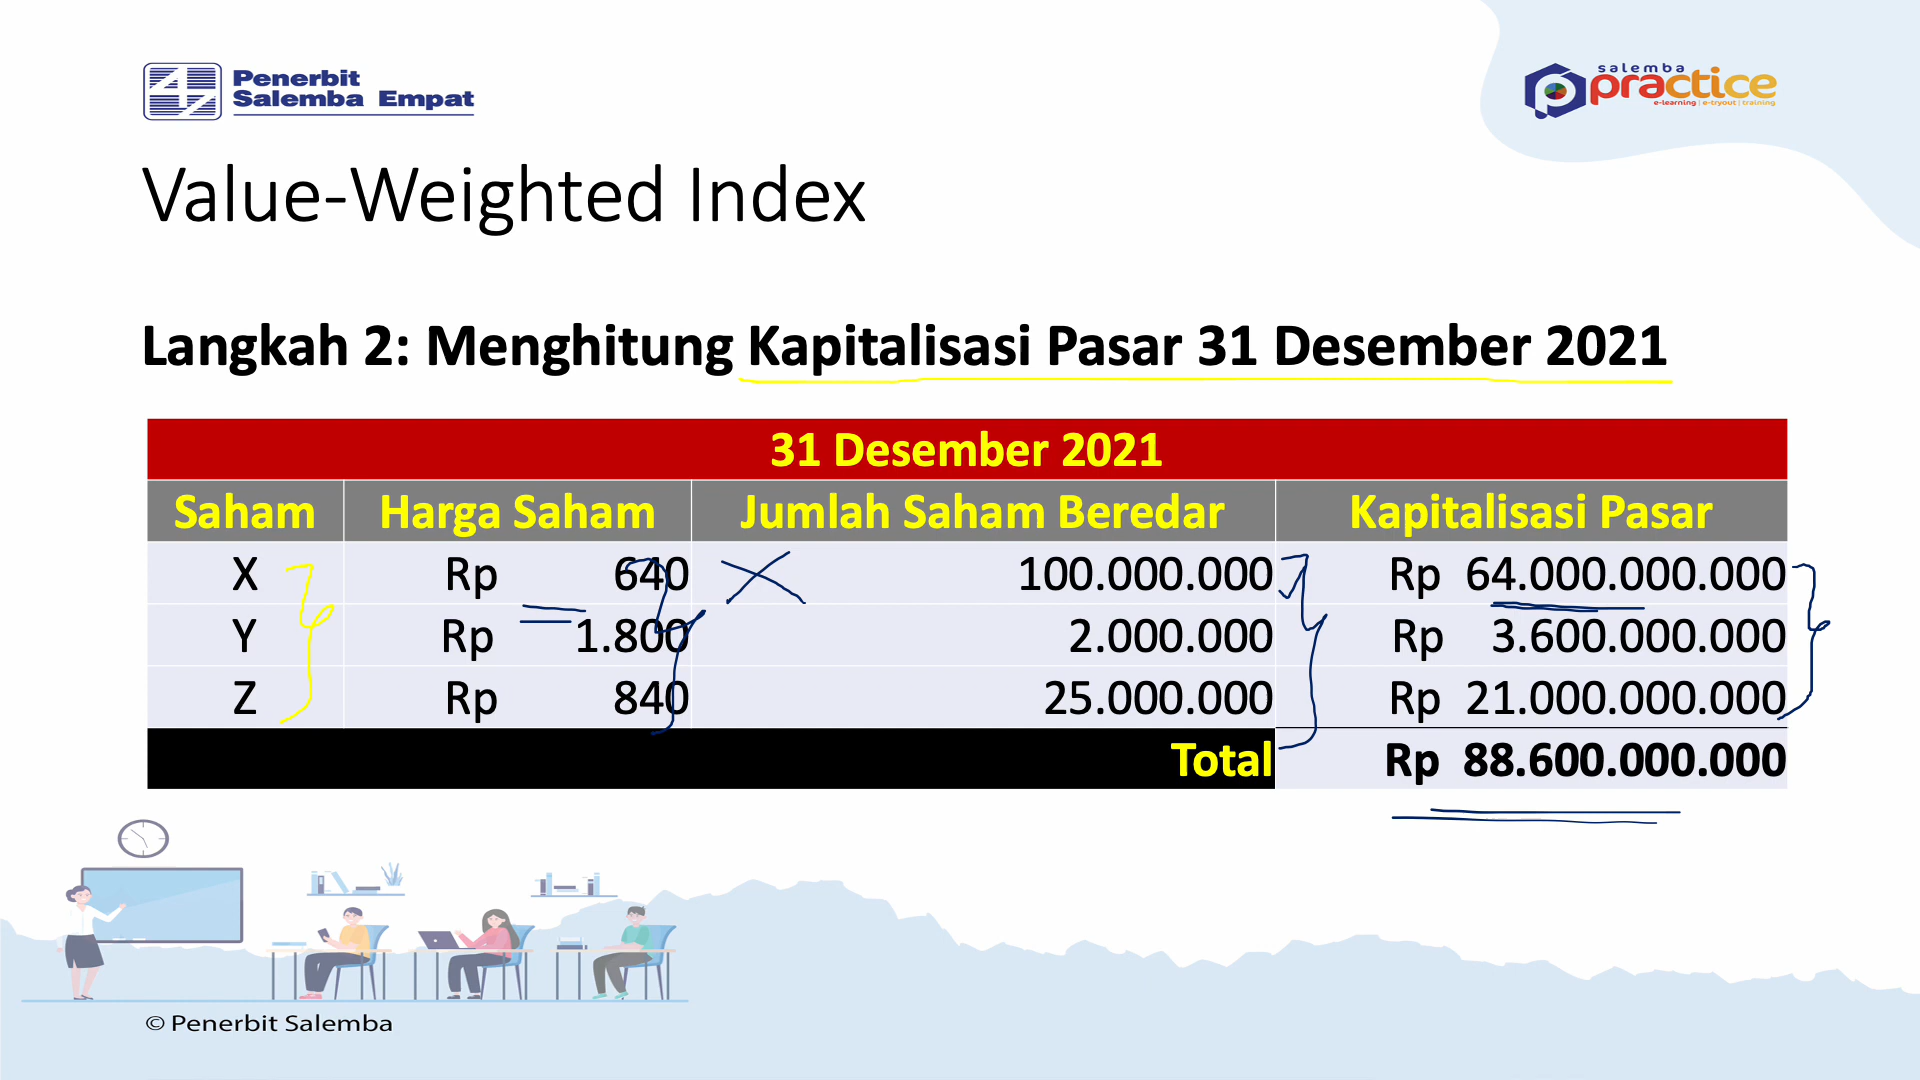 Penerbit
Salemba Empat
salemba
practice
e-learning | e-tryout | training
Value-Weighted Index
Langkah 2: Menghitung Kapitalisasi Pasar 31 Desember 2021
31 Desember 2021
Saham Harga Saham Jumlah Saham Beredar Kapitalisasi Pasar
X Rp 640 100.000.000 Rp 64.000.000.000
Y Rp 1.800 2.000.000 Rp 3.600.000.000
Z Rp 840 25.000.000 Rp 21.000.000.000
Total Rp 88.600.000.000
© Penerbit Salemba